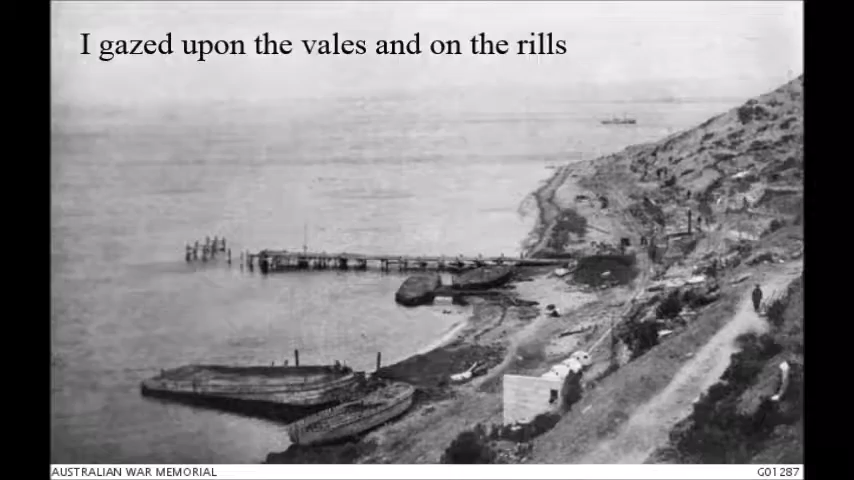 I gazed upon the vales and on the rills
AUSTRALIAN WAR MEMORIAL
G01287